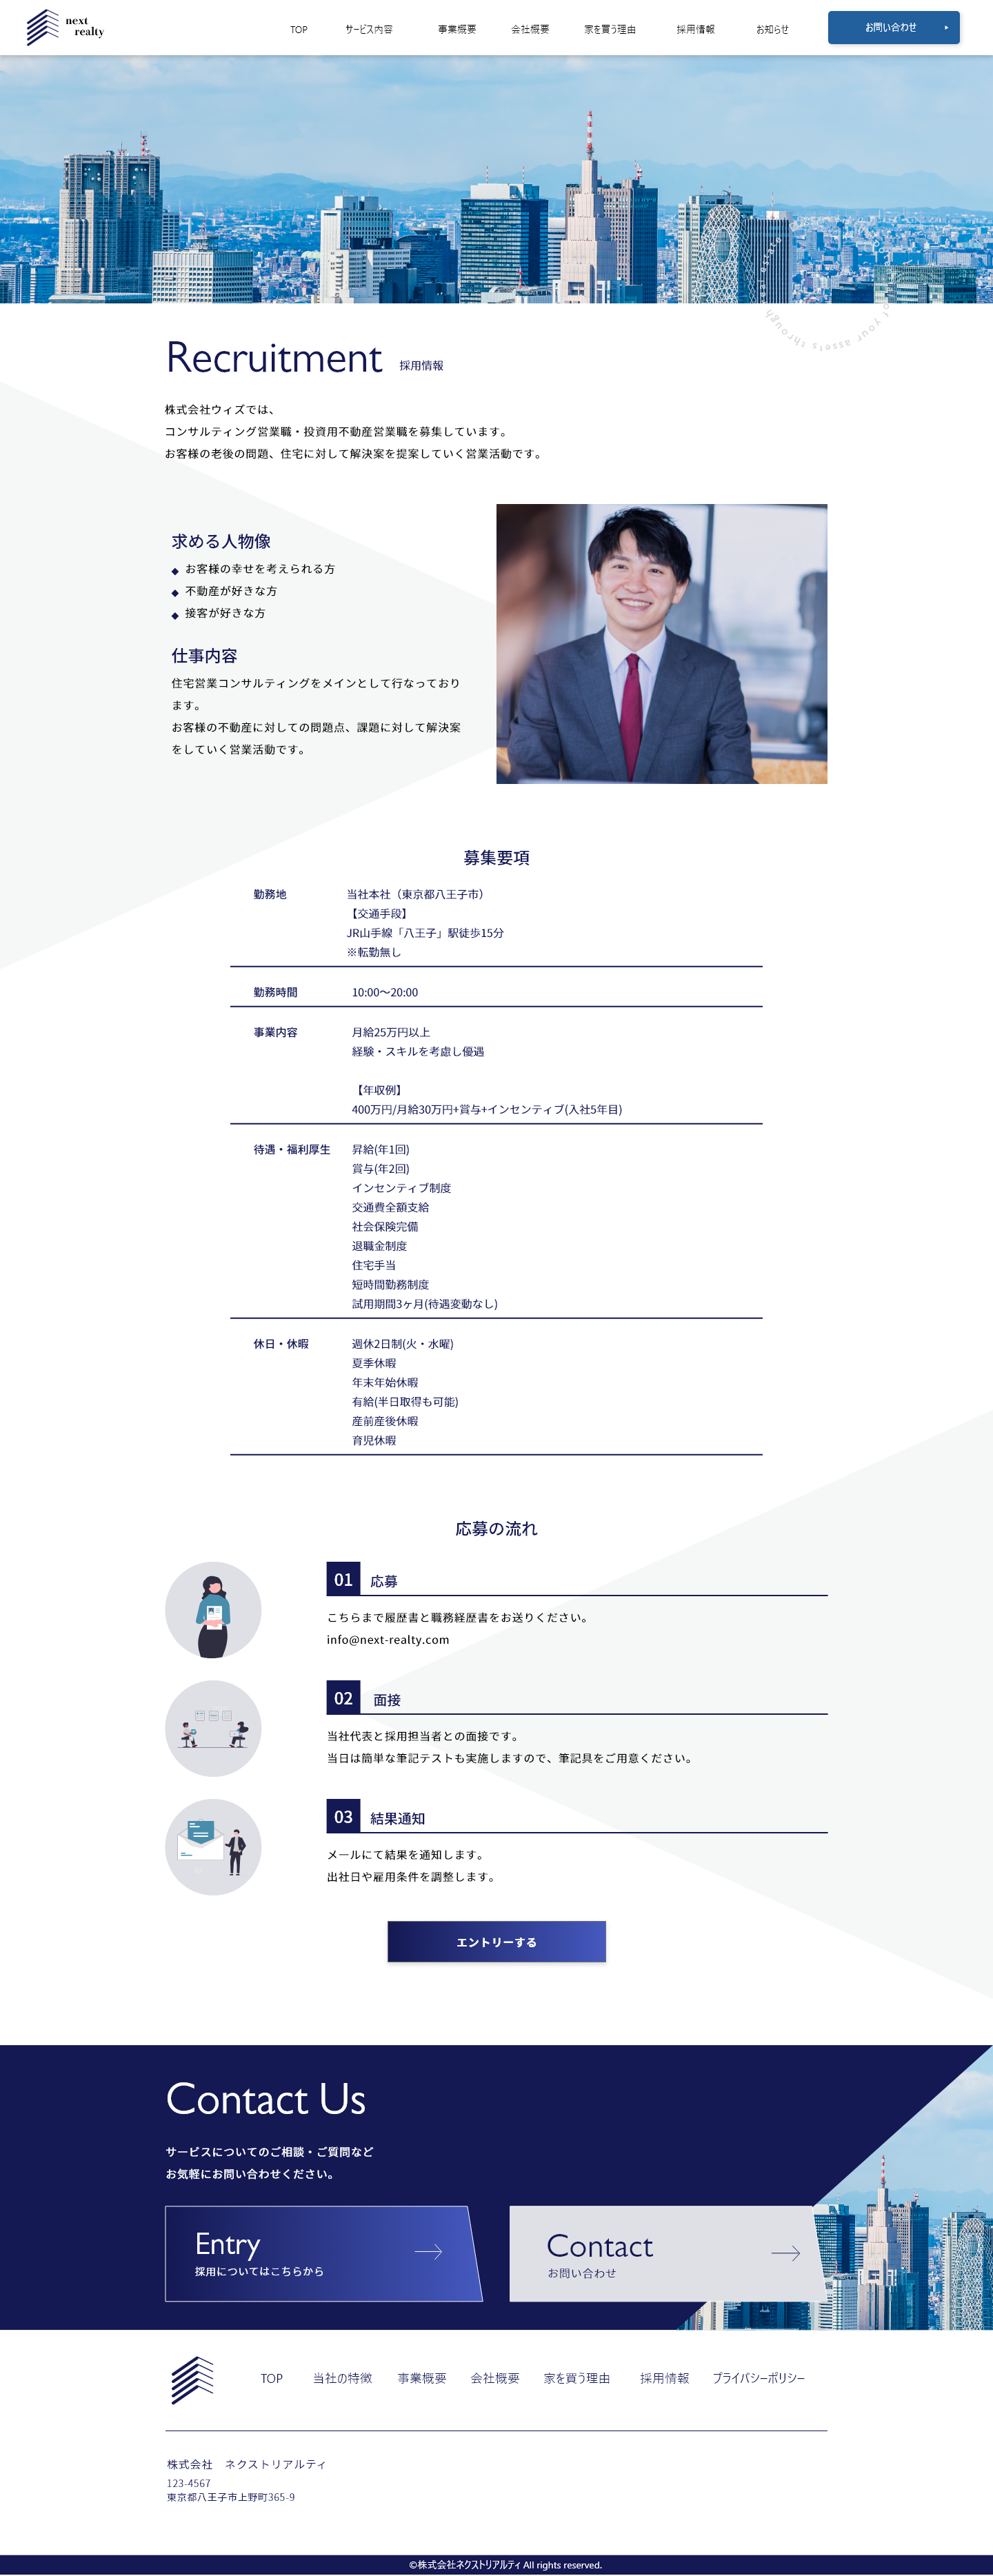 next
realty
TOP サービス内容 事業概要 会社概要 家を買う理由 採用情報 お知らせ お問い合わせ
of your assets through
Recruitment 採用情報
株式会社ウィズでは、
コンサルティング営業職・投資用不動産営業職を募集しています。
お客様の老後の問題、住宅に対して解決案を提案していく営業活動です。
求める人物像
お客様の幸せを考えられる方
不動産が好きな方
接客が好きな方
仕事内容
住宅営業コンサルティングをメインとして行なっており
ます。
お客様の不動産に対しての問題点、課題に対して解決案
をしていく営業活動です。
募集要項
勤務地 当社本社（東京都八王子市）
【交通手段】
JR山手線「八王子」駅徒歩15分
※転勤無し
勤務時間 10:00〜20:00
事業内容 月給25万円以上
経験・スキルを考慮し優遇
【年収例】
400万円/月給30万円+賞与+インセンティブ(入社5年目)
待遇・福利厚生 昇給(年1回)
賞与(年2回)
インセンティブ制度
交通費全額支給
社会保険完備
退職金制度
住宅手当
短時間勤務制度
試用期間3ヶ月(待遇変動なし)
休日・休暇 週休2日制(火・水曜)
夏季休暇
年末年始休暇
有給(半日取得も可能)
産前産後休暇
育児休暇
応募の流れ
01 応募
こちらまで履歴書と職務経歴書をお送りください。
info@next-realty.com
02 面接
当社代表と採用担当者との面接です。
当日は簡単な筆記テストも実施しますので、筆記具をご用意ください。
03 結果通知
メールにて結果を通知します。
出社日や雇用条件を調整します。
エントリーする
Contact Us
サービスについてのご相談・ご質問など
お気軽にお問い合わせください。
Entry
採用についてはこちらから
Contact
お問い合わせ
TOP 当社の特徴 事業概要 会社概要 家を買う理由 採用情報 プライバシーポリシー
株式会社　ネクストリアルティ
123-4567
東京都八王子市上野町365-9
©株式会社ネクストリアルティ All rights reserved.